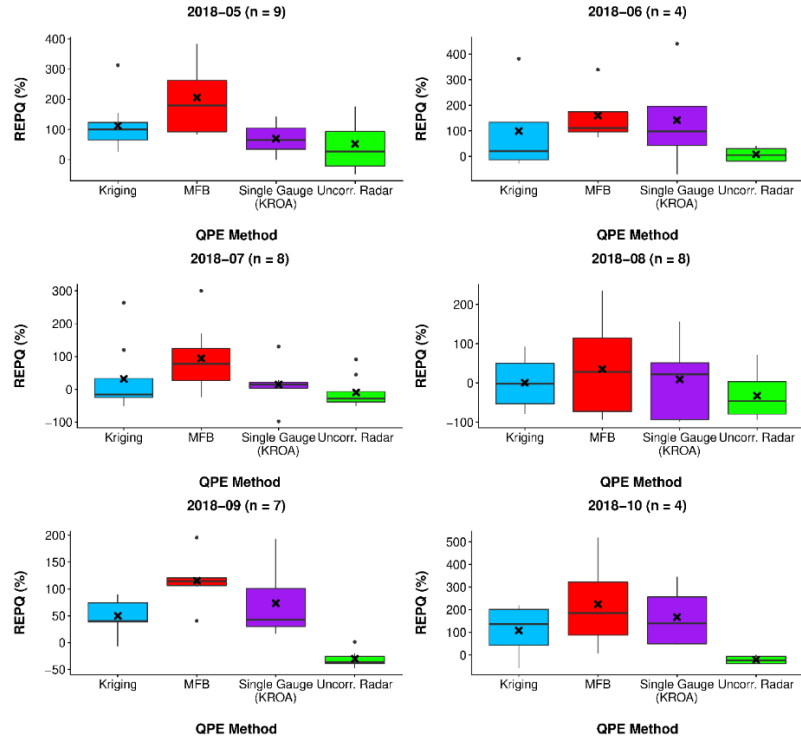 2018−05 (n = 9)
REPQ (%)
400
300
200
100
0
Kriging MFB Single Gauge Uncorr. Radar
(KROA)
QPE Method
2018−06 (n = 4)
REPQ (%)
400
300
200
100
0
Kriging MFB Single Gauge Uncorr. Radar
(KROA)
QPE Method
2018−07 (n = 8)
REPQ (%)
300
200
100
0
−100
Kriging MFB Single Gauge Uncorr. Radar
(KROA)
QPE Method
2018−08 (n = 8)
REPQ (%)
200
100
0
−100
Kriging MFB Single Gauge Uncorr. Radar
(KROA)
QPE Method
2018−09 (n = 7)
REPQ (%)
200
150
100
50
0
−50
Kriging MFB Single Gauge Uncorr. Radar
(KROA)
QPE Method
2018−10 (n = 4)
REPQ (%)
500
400
300
200
100
0
Kriging MFB Single Gauge Uncorr. Radar
(KROA)
QPE Method